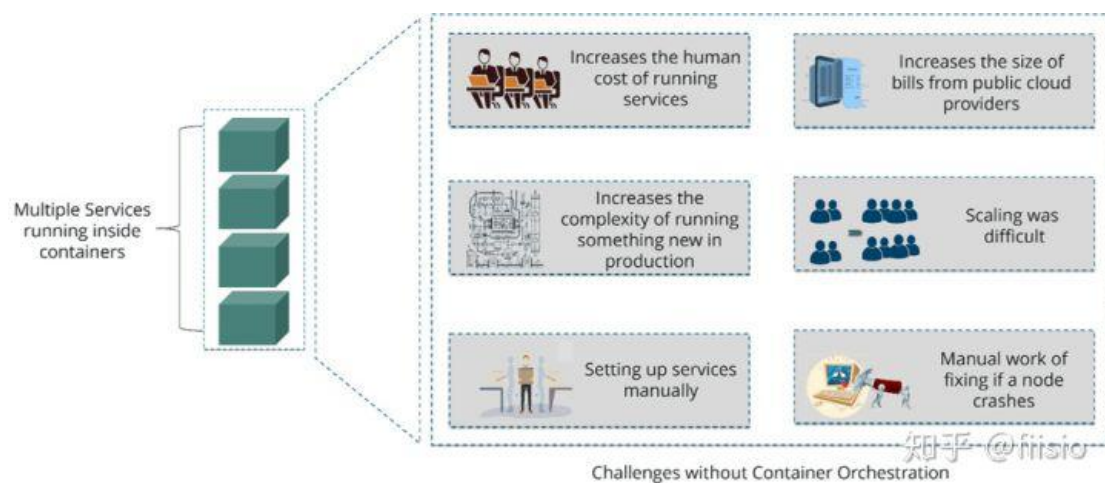 Multiple Services
running inside
containers
Increases the human
cost of running
services
Increases the size of
bills from public cloud
providers
Increases the
complexity of running
something new in
production
Scaling was
difficult
Setting up services
manually
Manual work of
fixing if a node
crashes
知乎 @fiisio
Challenges without Container Orchestration